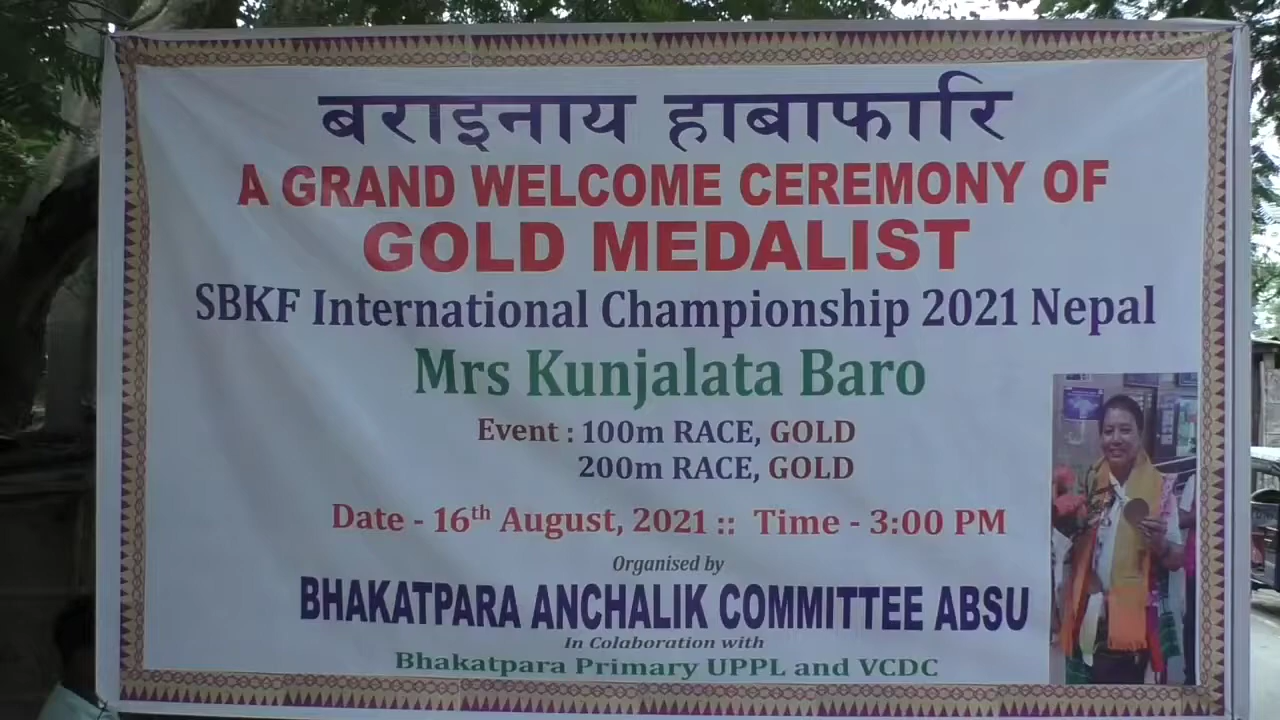 बराइनाय हाबाफारि
A GRAND WELCOME CEREMONY OF
GOLD MEDALIST
SBKF International Championship 2021 Nepal
Mrs Kunjalata Baro
Event : 100m RACE, GOLD
200m RACE, GOLD
Date - 16th August, 2021 :: Time - 3:00 PM
Organised by
BHAKATPARA ANCHALIK COMMITTEE ABSU
In Colaboration with
Bhakatpara Primary UPPL and VCDC